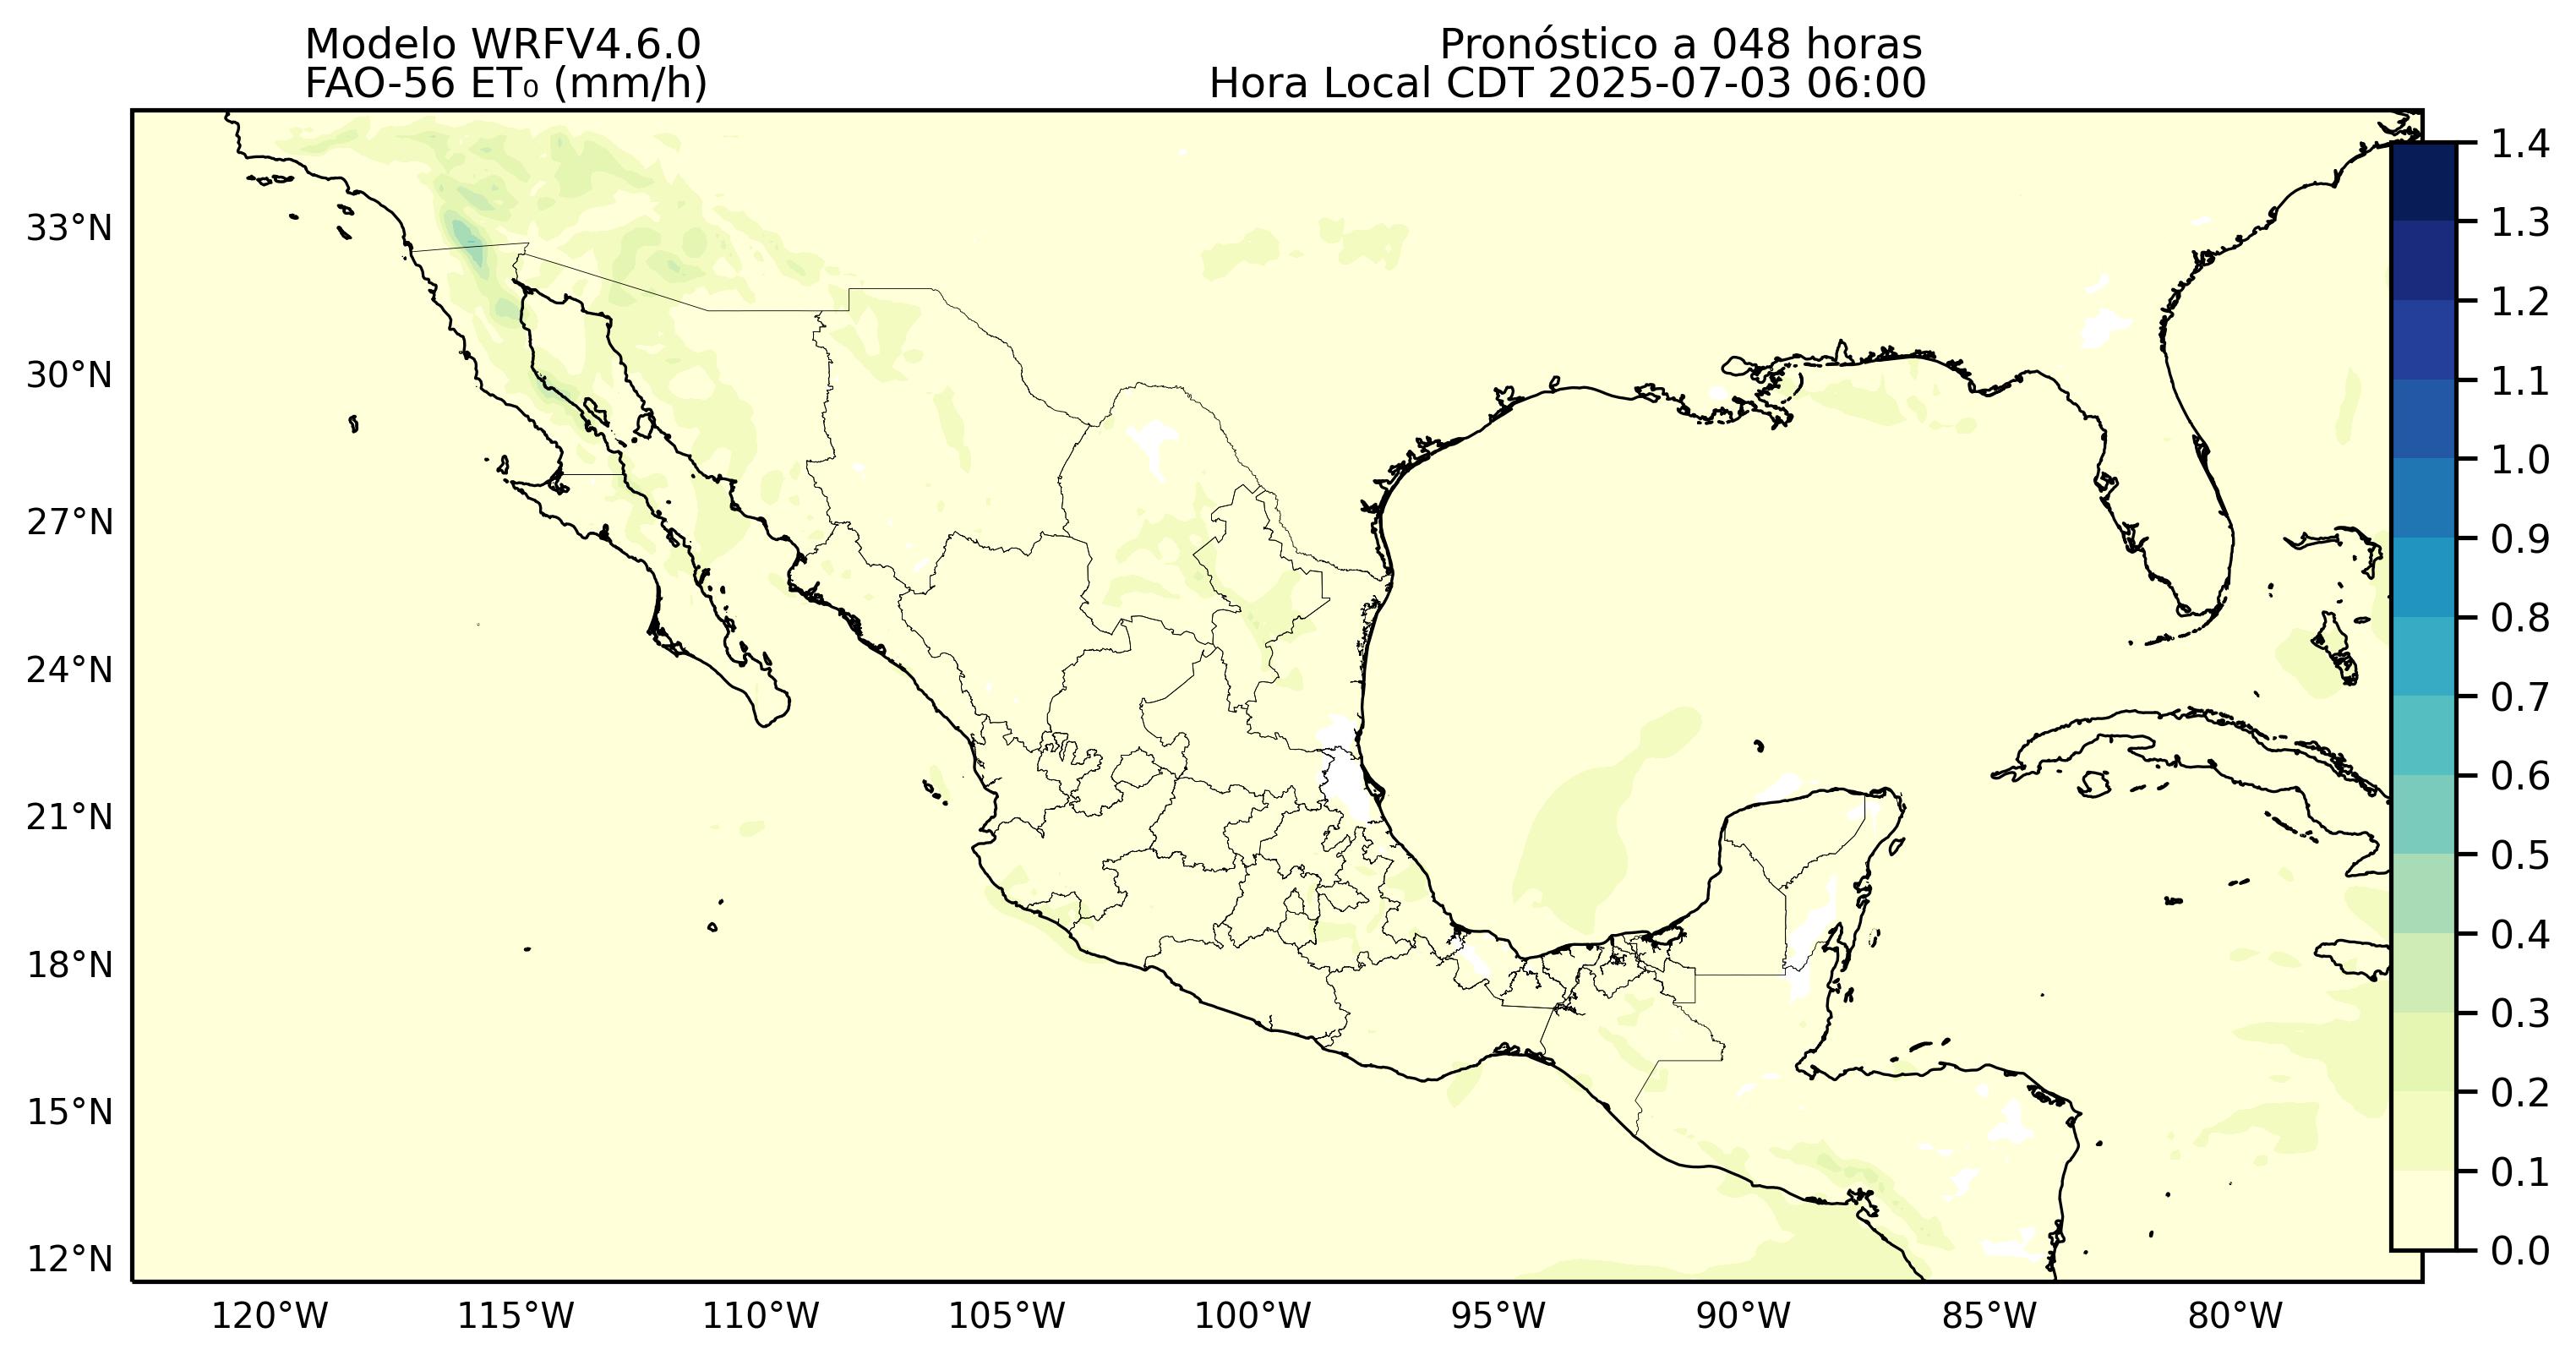 Modelo WRFV4.6.0
FAO-56 ET₀ (mm/h)
Pronóstico a 048 horas
Hora Local CDT 2025-07-03 06:00
33°N
30°N
27°N
24°N
21°N
18°N
15°N
12°N
120°W
115°W
110°W
105°W
100°W
95°W
90°W
85°W
80°W
1.4
1.3
1.2
1.1
1.0
0.9
0.8
0.7
0.6
0.5
0.4
0.3
0.2
0.1
0.0